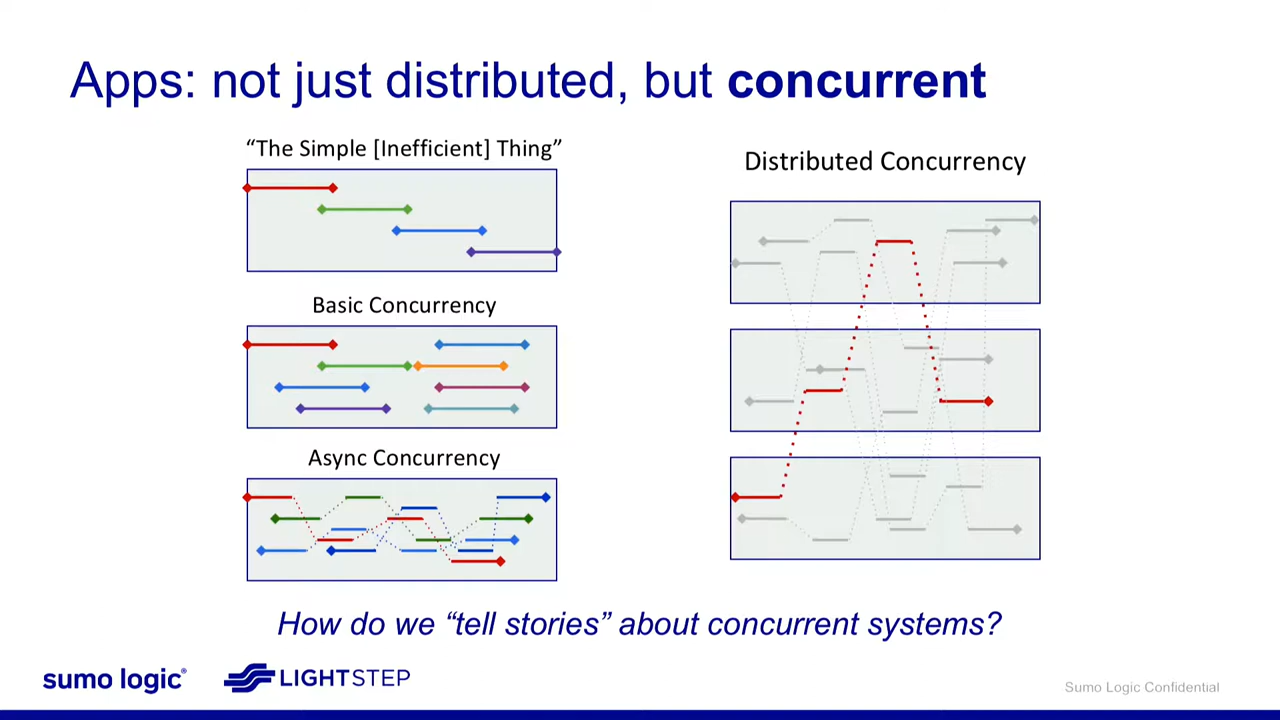 Apps: not just distributed, but concurrent
“The Simple [Inefficient] Thing”
Basic Concurrency
Async Concurrency
Distributed Concurrency
How do we “tell stories” about concurrent systems?
sumo logic®
LIGHTSTEP
Sumo Logic Confidential